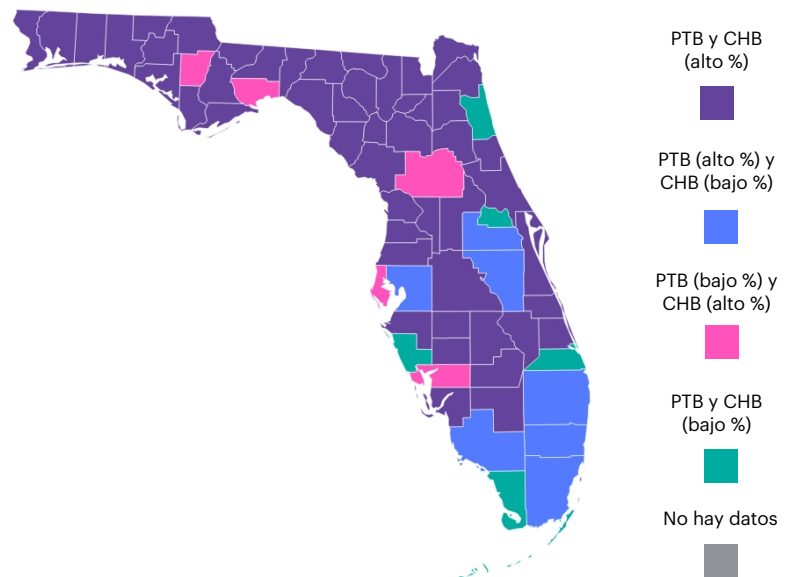 PTB y CHB
(alto %)
PTB (alto %) y
CHB (bajo %)
PTB (bajo %) y
CHB (alto %)
PTB y CHB
(bajo %)
No hay datos